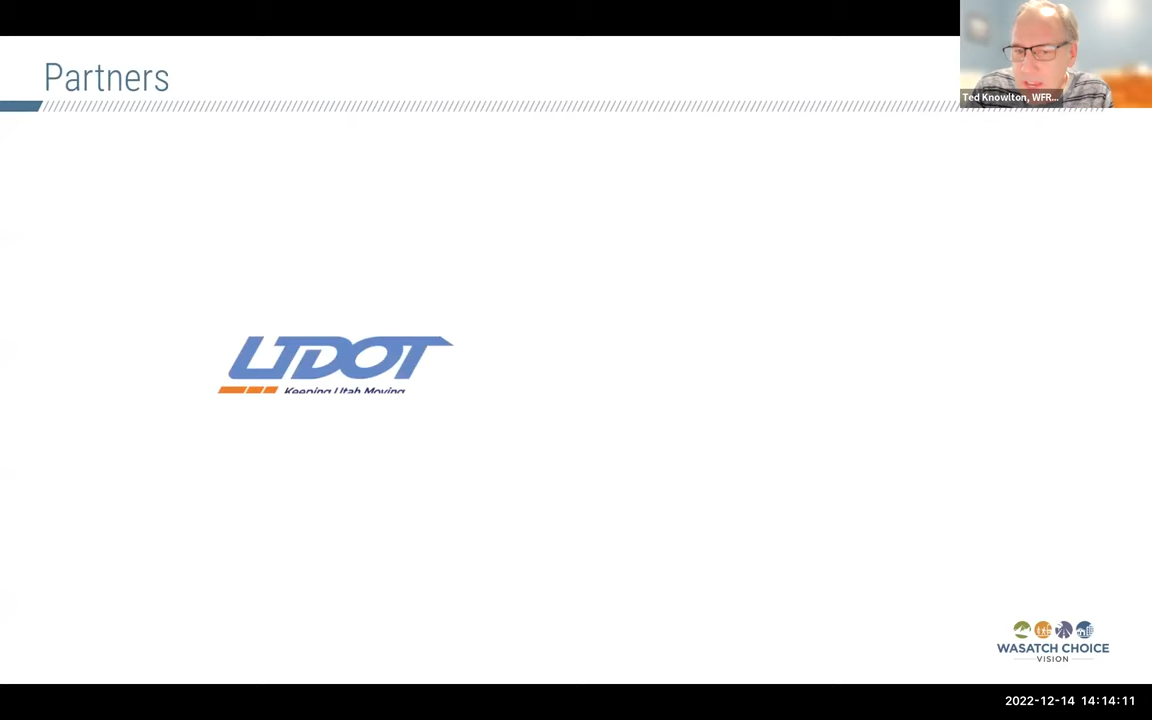 Partners
Ted Knowlton, WFR...
UDOT
Keeping Utah Moving
WASATCH CHOICE
VISION
2022-12-14 14:14:11